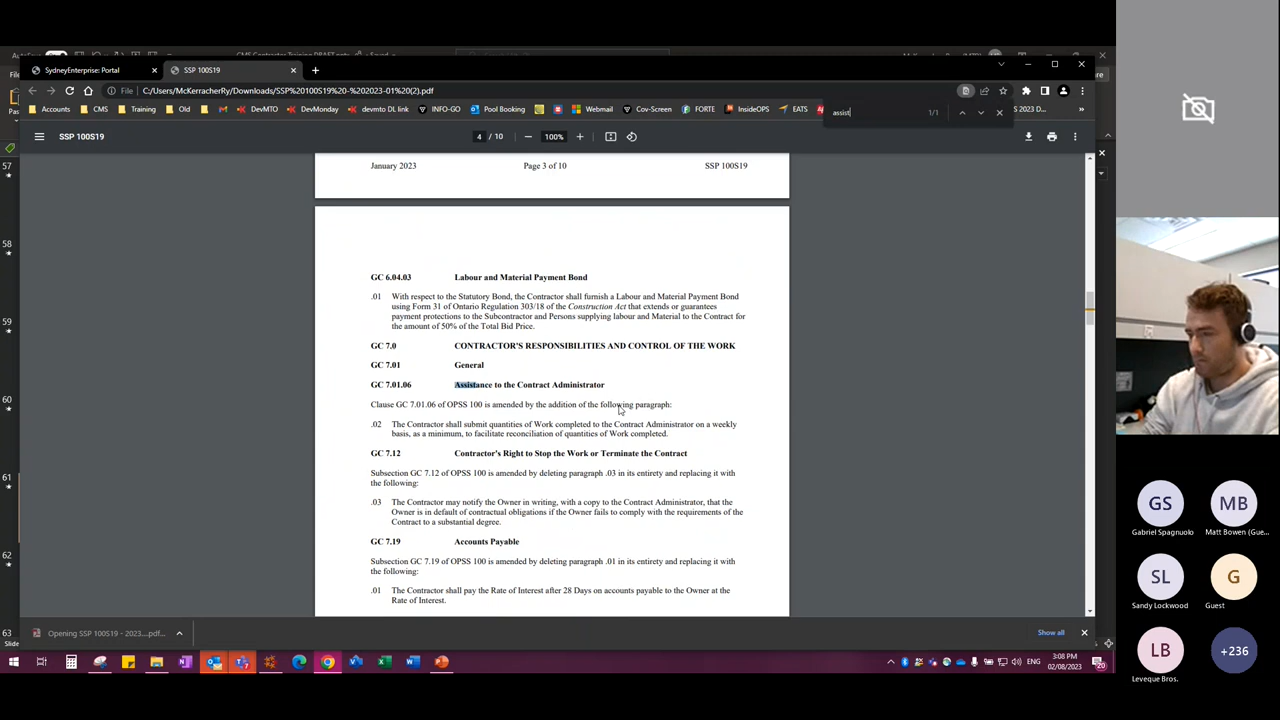 CMS Contractor Training DRAFT.pptx - Saved
File
SydneyEnterprise: Portal
SSP 100S19
File C:/Users/McKerracherRy/Downloads/SSP%20100S19%20-%202023-01%20(2).pdf
Accounts CMS Training Old DevMTO DevMonday devmto DL link INFO-GO Pool Booking Webmail Cov-Screen FORTE InsideOPS EATS 2023 D...
assist 1/1
SSP 100S19 4 / 10 100%
January 2023 Page 3 of 10 SSP 100S19
GC 6.04.03 Labour and Material Payment Bond
.01 With respect to the Statutory Bond, the Contractor shall furnish a Labour and Material Payment Bond
using Form 31 of Ontario Regulation 303/18 of the Construction Act that extends or guarantees
payment protections to the Subcontractor and Persons supplying labour and Material to the Contract for
the amount of 50% of the Total Bid Price.
GC 7.0 CONTRACTOR'S RESPONSIBILITIES AND CONTROL OF THE WORK
GC 7.01 General
GC 7.01.06 Assistance to the Contract Administrator
Clause GC 7.01.06 of OPSS 100 is amended by the addition of the following paragraph:
.02 The Contractor shall submit quantities of Work completed to the Contract Administrator on a weekly
basis, as a minimum, to facilitate reconciliation of quantities of Work completed.
GC 7.12 Contractor's Right to Stop the Work or Terminate the Contract
Subsection GC 7.12 of OPSS 100 is amended by deleting paragraph .03 in its entirety and replacing it with
the following:
.03 The Contractor may notify the Owner in writing, with a copy to the Contract Administrator, that the
Owner is in default of contractual obligations if the Owner fails to comply with the requirements of the
Contract to a substantial degree.
GC 7.19 Accounts Payable
Subsection GC 7.19 of OPSS 100 is amended by deleting paragraph .01 in its entirety and replacing it with
the following:
.01 The Contractor shall pay the Rate of Interest after 28 Days on accounts payable to the Owner at the
Rate of Interest.
57
58
59
60
61
62
63
Opening SSP 100S19 - 2023....pdf...
Show all
ENG
3:08 PM
02/08/2023
20
GS
Gabriel Spagnuolo
MB
Matt Bowen (Gue...
SL
Sandy Lockwood
G
Guest
LB
Leveque Bros.
+236